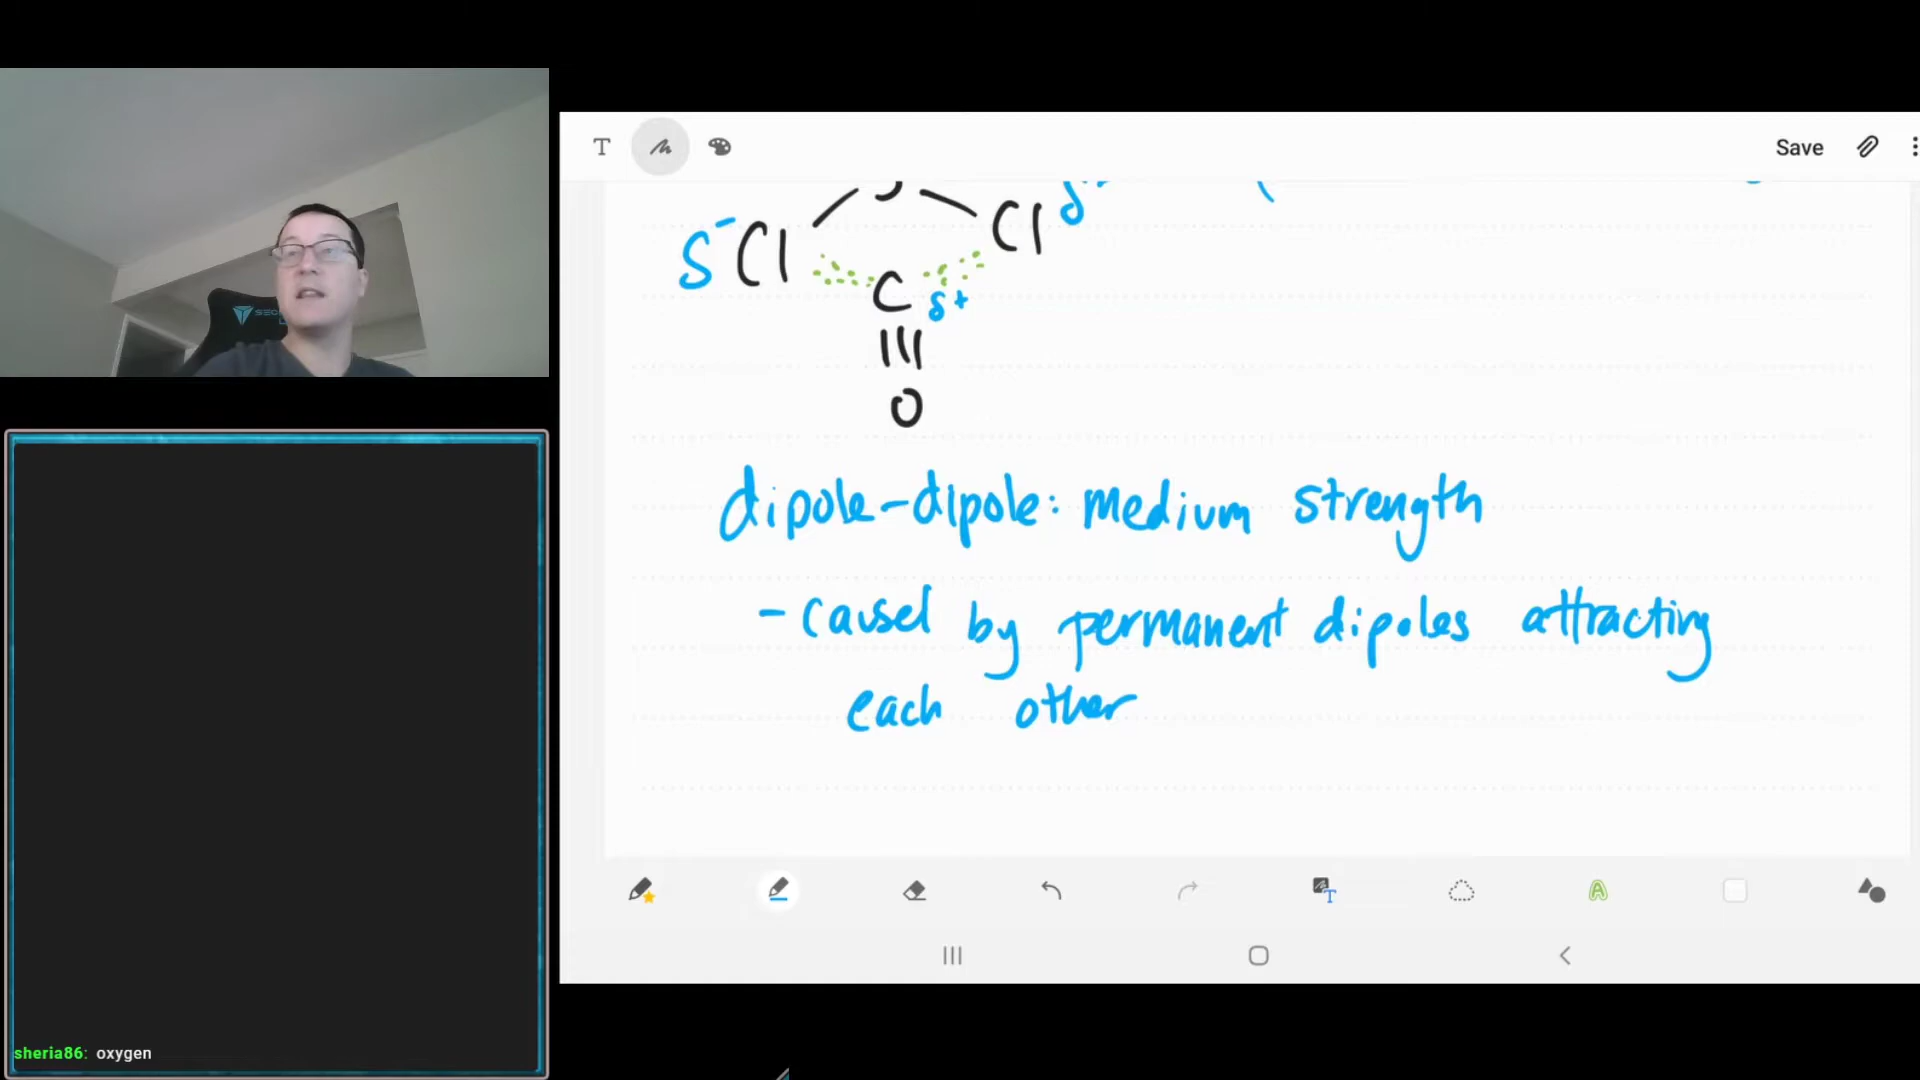 T
Save
δ- Cl
Cl
C
δ+
O
dipole-dipole: medium strength
- caused by permanent dipoles attracting
each other
sheria86: oxygen